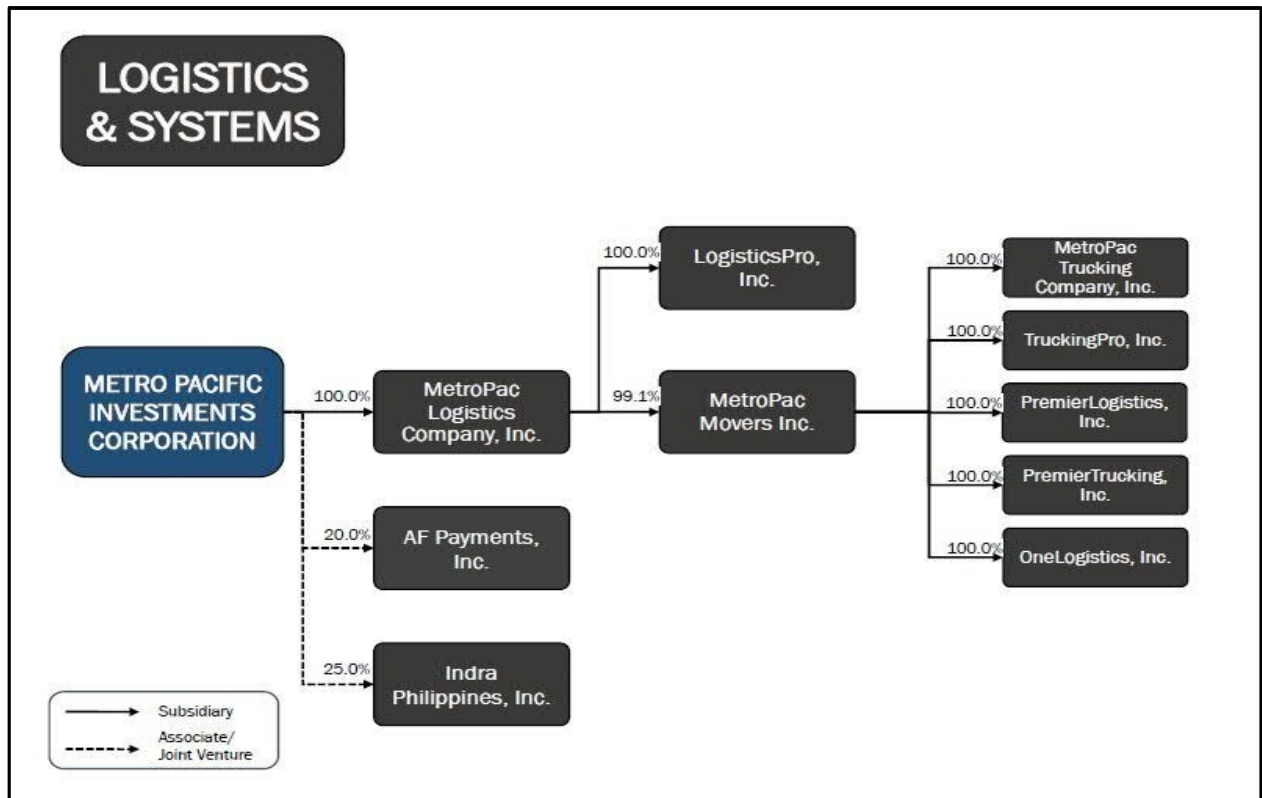 LOGISTICS
& SYSTEMS
METRO PACIFIC
INVESTMENTS
CORPORATION
100.0%
MetroPac
Logistics
Company, Inc.
20.0%
AF Payments,
Inc.
25.0%
Indra
Philippines, Inc.
100.0%
LogisticsPro,
Inc.
99.1%
MetroPac
Movers Inc.
100.0%
MetroPac
Trucking
Company, Inc.
100.0%
TruckingPro, Inc.
100.0%
PremierLogistics,
Inc.
100.0%
PremierTrucking,
Inc.
100.0%
OneLogistics, Inc.
Subsidiary
Associate/
Joint Venture